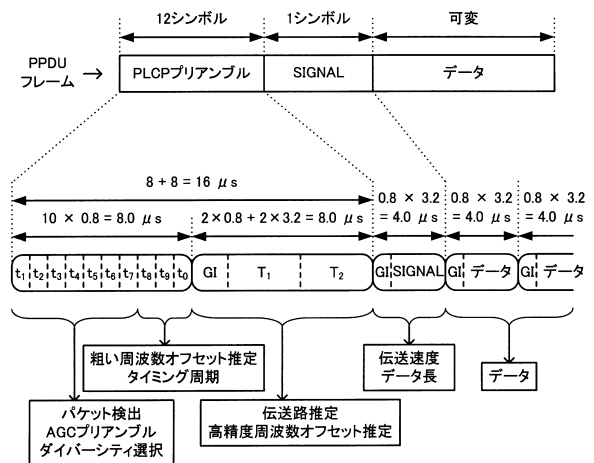 12シンボル
1シンボル
可変
PPDU
フレーム
PLCPプリアンブル
SIGNAL
データ
8 + 8 = 16 μs
10 × 0.8 = 8.0 μs
2×0.8 + 2×3.2 = 8.0 μs
0.8 × 3.2
= 4.0 μs
0.8 × 3.2
= 4.0 μs
0.8 × 3.2
= 4.0 μs
t₁ t₂ t₃ t₄ t₅ t₆ t₇ t₈ t₉ t₀
GI T₁ T₂
GI SIGNAL
GI データ
GI データ
粗い周波数オフセット推定
タイミング周期
伝送速度
データ長
データ
パケット検出
AGCプリアンブル
ダイバーシティ選択
伝送路推定
高精度周波数オフセット推定